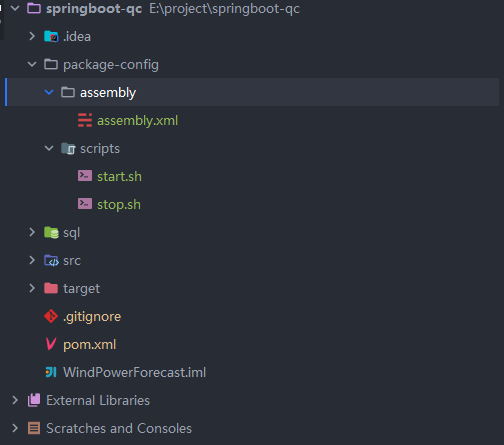 springboot-qc E:\project\springboot-qc
.idea
package-config
assembly
assembly.xml
scripts
start.sh
stop.sh
sql
src
target
.gitignore
pom.xml
WindPowerForecast.iml
External Libraries
Scratches and Consoles